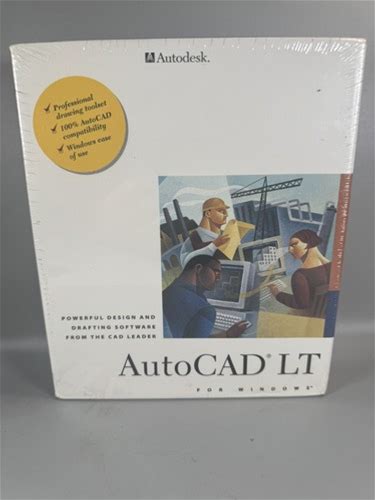 Autodesk.
✓ Professional
drawing toolset
✓ 100% AutoCAD
compatibility
✓ Windows ease
of use
POWERFUL DESIGN AND
DRAFTING SOFTWARE
FROM THE CAD LEADER
AutoCAD® LT
FOR WINDOWS®